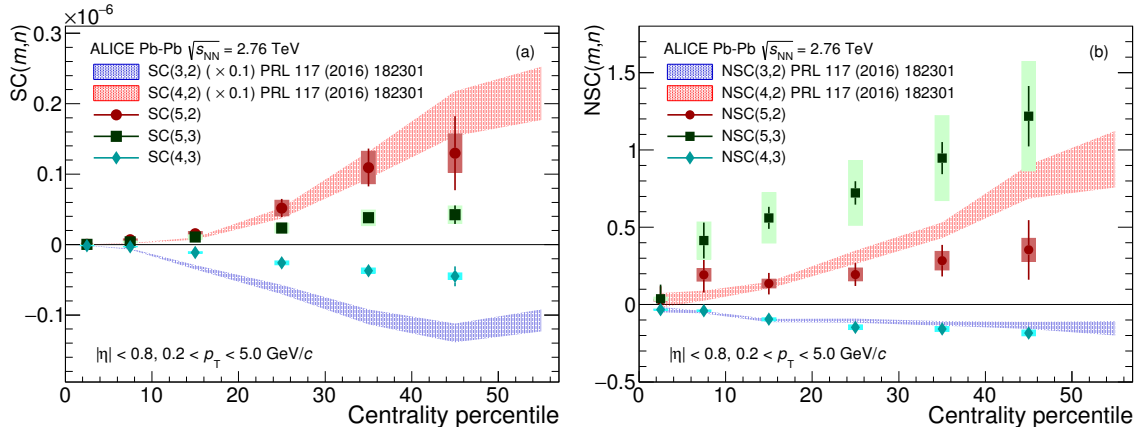 ×10⁻⁶
SC(m,n)
0.3
0.2
0.1
0
−0.1
ALICE Pb-Pb √sNN = 2.76 TeV
(a)
SC(3,2) (×0.1) PRL 117 (2016) 182301
SC(4,2) (×0.1) PRL 117 (2016) 182301
SC(5,2)
SC(5,3)
SC(4,3)
|η| < 0.8, 0.2 < pT < 5.0 GeV/c
0 10 20 30 40 50
Centrality percentile
NSC(m,n)
1.5
1
0.5
0
−0.5
ALICE Pb-Pb √sNN = 2.76 TeV
(b)
NSC(3,2) PRL 117 (2016) 182301
NSC(4,2) PRL 117 (2016) 182301
NSC(5,2)
NSC(5,3)
NSC(4,3)
|η| < 0.8, 0.2 < pT < 5.0 GeV/c
0 10 20 30 40 50
Centrality percentile